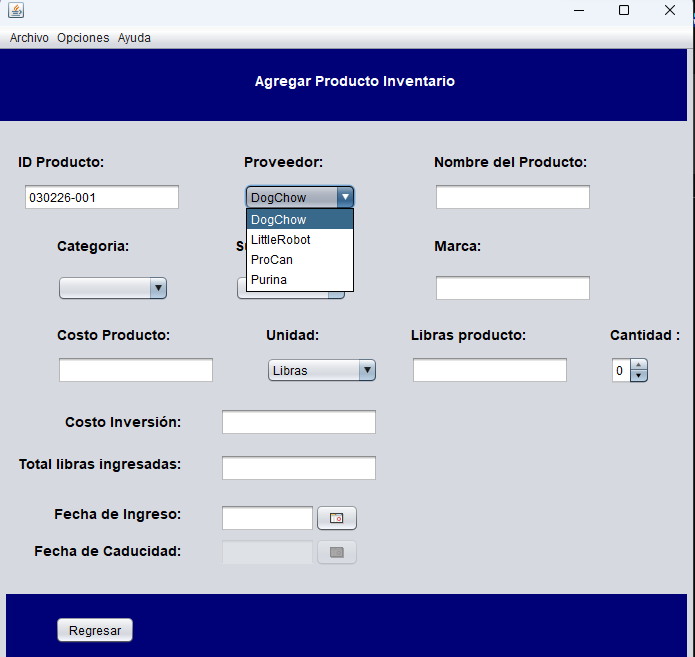 Archivo Opciones Ayuda
Agregar Producto Inventario
ID Producto: Proveedor: Nombre del Producto:
030226-001 DogChow
DogChow
LittleRobot
ProCan
Purina
Categoria: Marca:
Costo Producto: Unidad: Libras producto: Cantidad :
Libras 0
Costo Inversión:
Total libras ingresadas:
Fecha de Ingreso:
Fecha de Caducidad:
Regresar